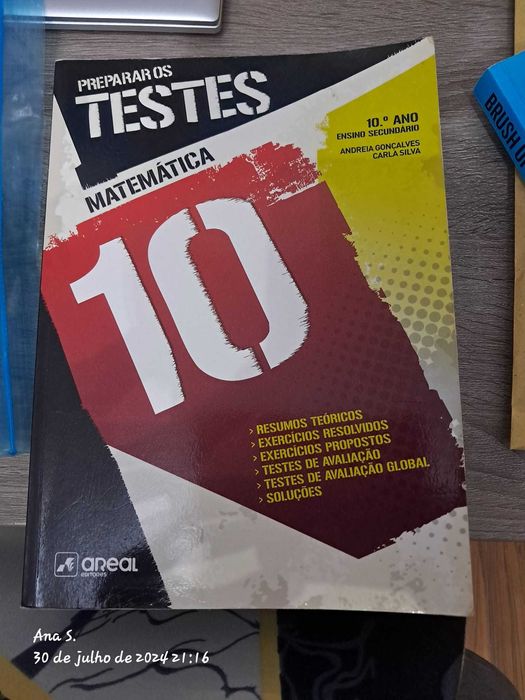 PREPARAR OS
TESTES
10.º ANO
ENSINO SECUNDÁRIO
ANDREIA GONÇALVES
CARLA SILVA
MATEMÁTICA
10
> RESUMOS TEÓRICOS
> EXERCÍCIOS RESOLVIDOS
> EXERCÍCIOS PROPOSTOS
> TESTES DE AVALIAÇÃO
> TESTES DE AVALIAÇÃO GLOBAL
> SOLUÇÕES
areal
editores
BRUSH
Ana S.
30 de julho de 2024 21:16